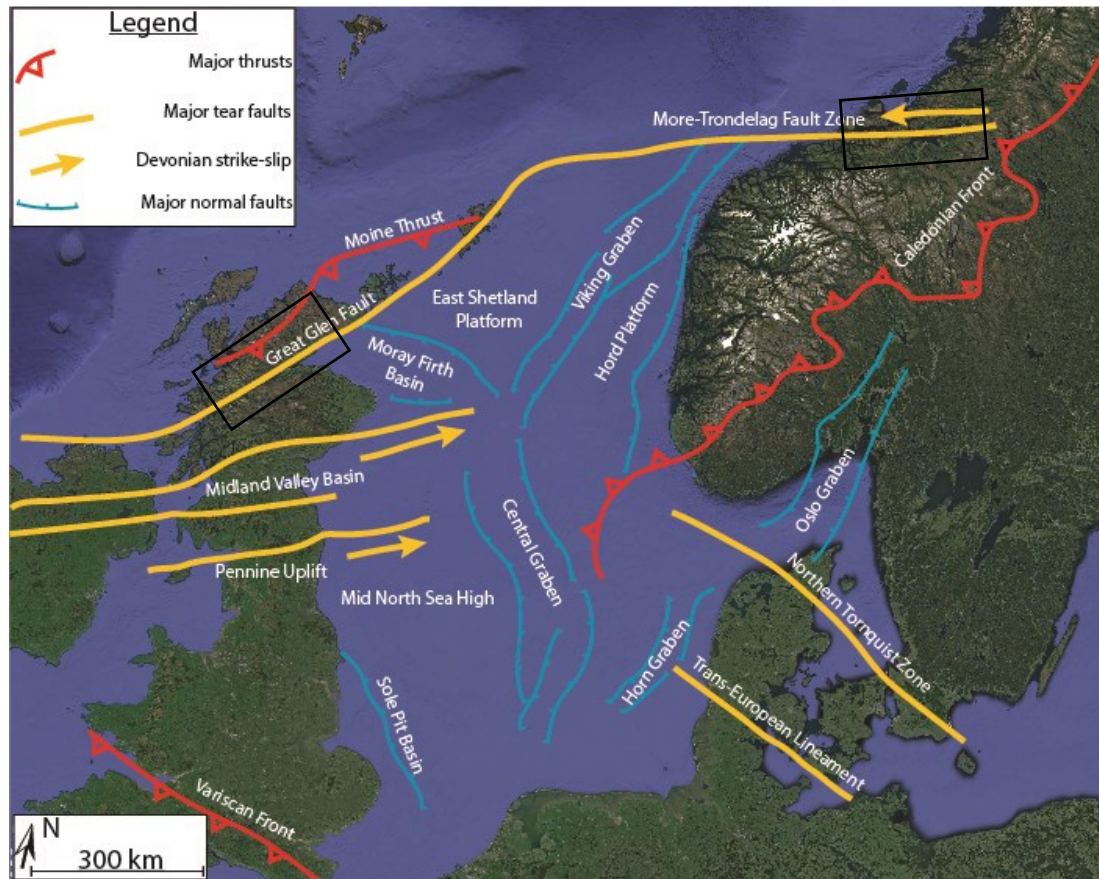 Legend
Major thrusts
Major tear faults
Devonian strike-slip
Major normal faults
More-Trondelag Fault Zone
Moine Thrust
Caledonian Front
Viking Graben
East Shetland
Platform
Great Glen Fault
Hord Platform
Moray Firth
Basin
Midland Valley Basin
Oslo Graben
Central Graben
Pennine Uplift
Mid North Sea High
Northern Tornquist Zone
Horn Graben
Trans-European Lineament
Sole Pit Basin
Variscan Front
N
300 km